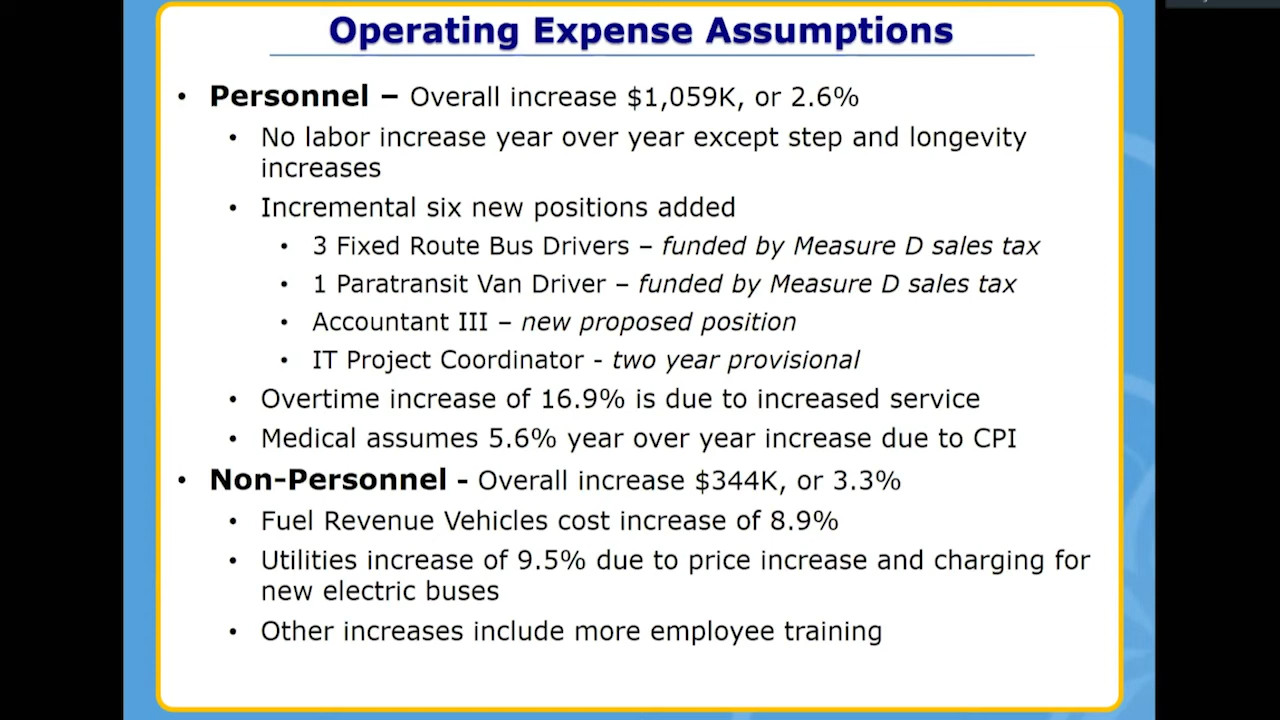 Operating Expense Assumptions
• Personnel – Overall increase $1,059K, or 2.6%
• No labor increase year over year except step and longevity
increases
• Incremental six new positions added
• 3 Fixed Route Bus Drivers – funded by Measure D sales tax
• 1 Paratransit Van Driver – funded by Measure D sales tax
• Accountant III – new proposed position
• IT Project Coordinator - two year provisional
• Overtime increase of 16.9% is due to increased service
• Medical assumes 5.6% year over year increase due to CPI
• Non-Personnel - Overall increase $344K, or 3.3%
• Fuel Revenue Vehicles cost increase of 8.9%
• Utilities increase of 9.5% due to price increase and charging for
new electric buses
• Other increases include more employee training